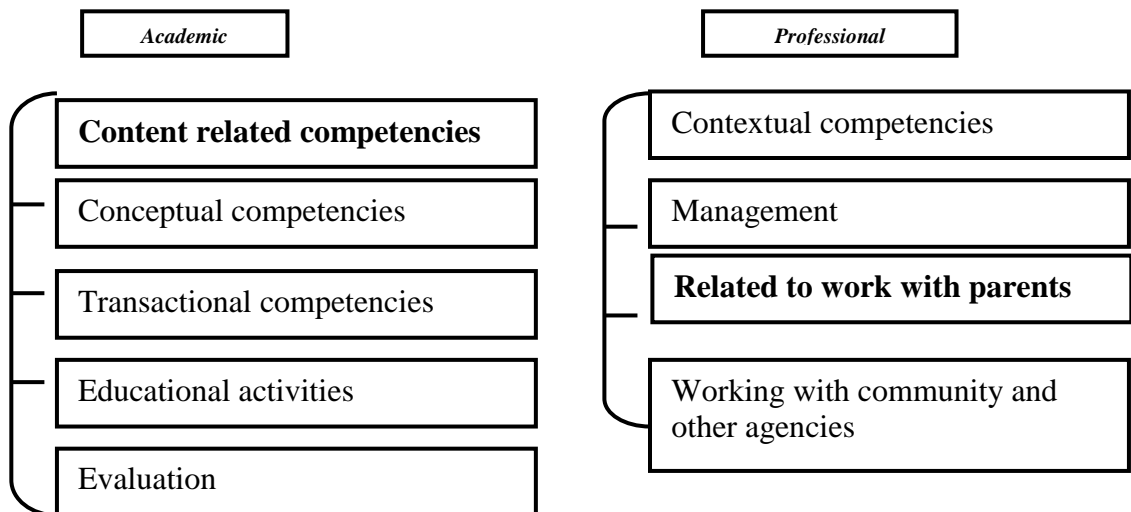 Academic
Content related competencies
Conceptual competencies
Transactional competencies
Educational activities
Evaluation
Professional
Contextual competencies
Management
Related to work with parents
Working with community and
other agencies